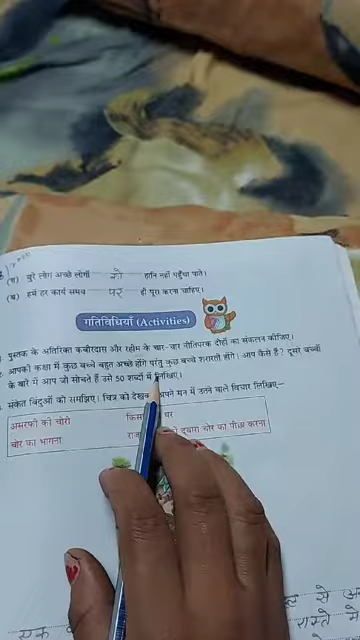 (ग) बुरे लोग अच्छे लोगों को हानि नहीं पहुँचा पाते।
(घ) हमें हर कार्य समय पर ही पूरा करना चाहिए।
गतिविधियाँ (Activities)
पुस्तक के अतिरिक्त कबीरदास और रहीम के चार-चार नीतिपरक दोहों का संकलन कीजिए।
आपकी कक्षा में कुछ बच्चे बहुत अच्छे होंगे परंतु कुछ बच्चे शरारती होंगे। आप कैसे हैं? दूसरे बच्चों
के बारे में आप जो सोचते हैं उसे 50 शब्दों में लिखिए।
संकेत बिंदुओं को समझिए। चित्र को देखकर अपने मन में उठने वाले विचार लिखिए—
अशरफी की चोरी घर
चोर का भागना द्वारा चोर का पीछा करना
से
एक रास्ते में